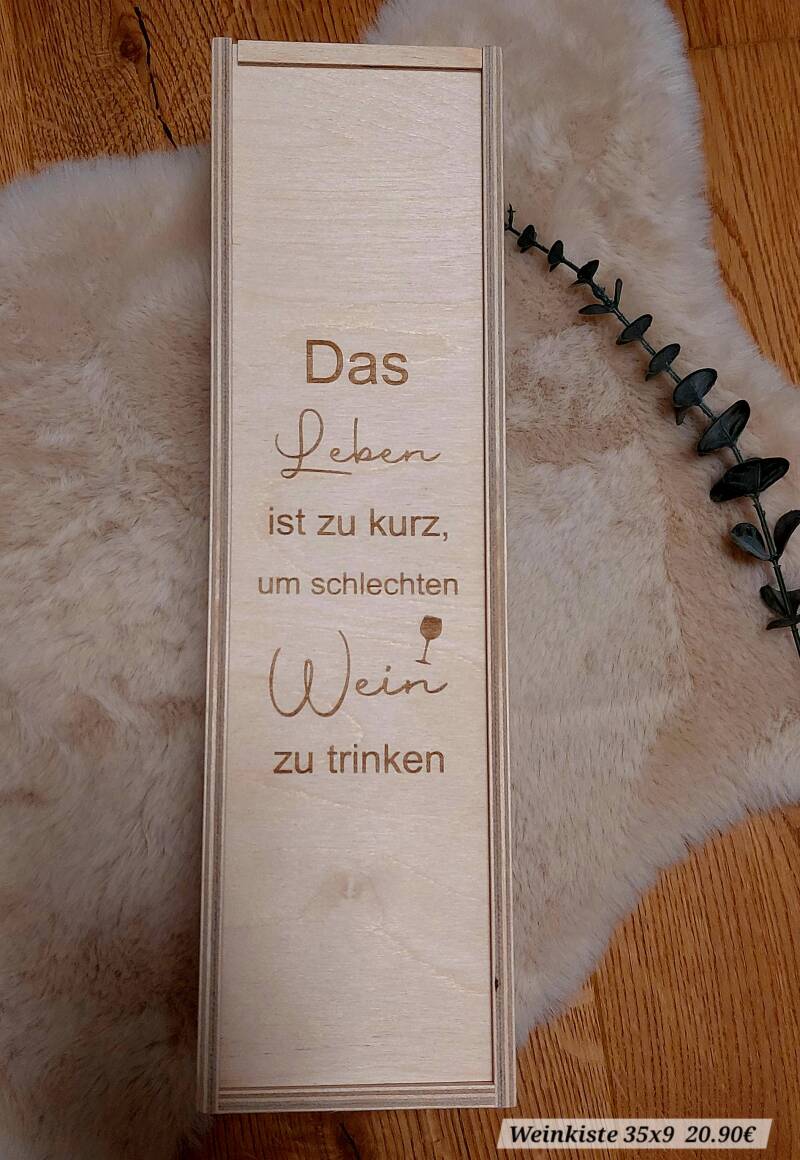 Das
Leben
ist zu kurz,
um schlechten
Wein
zu trinken
Weinkiste 35x9 20.90€